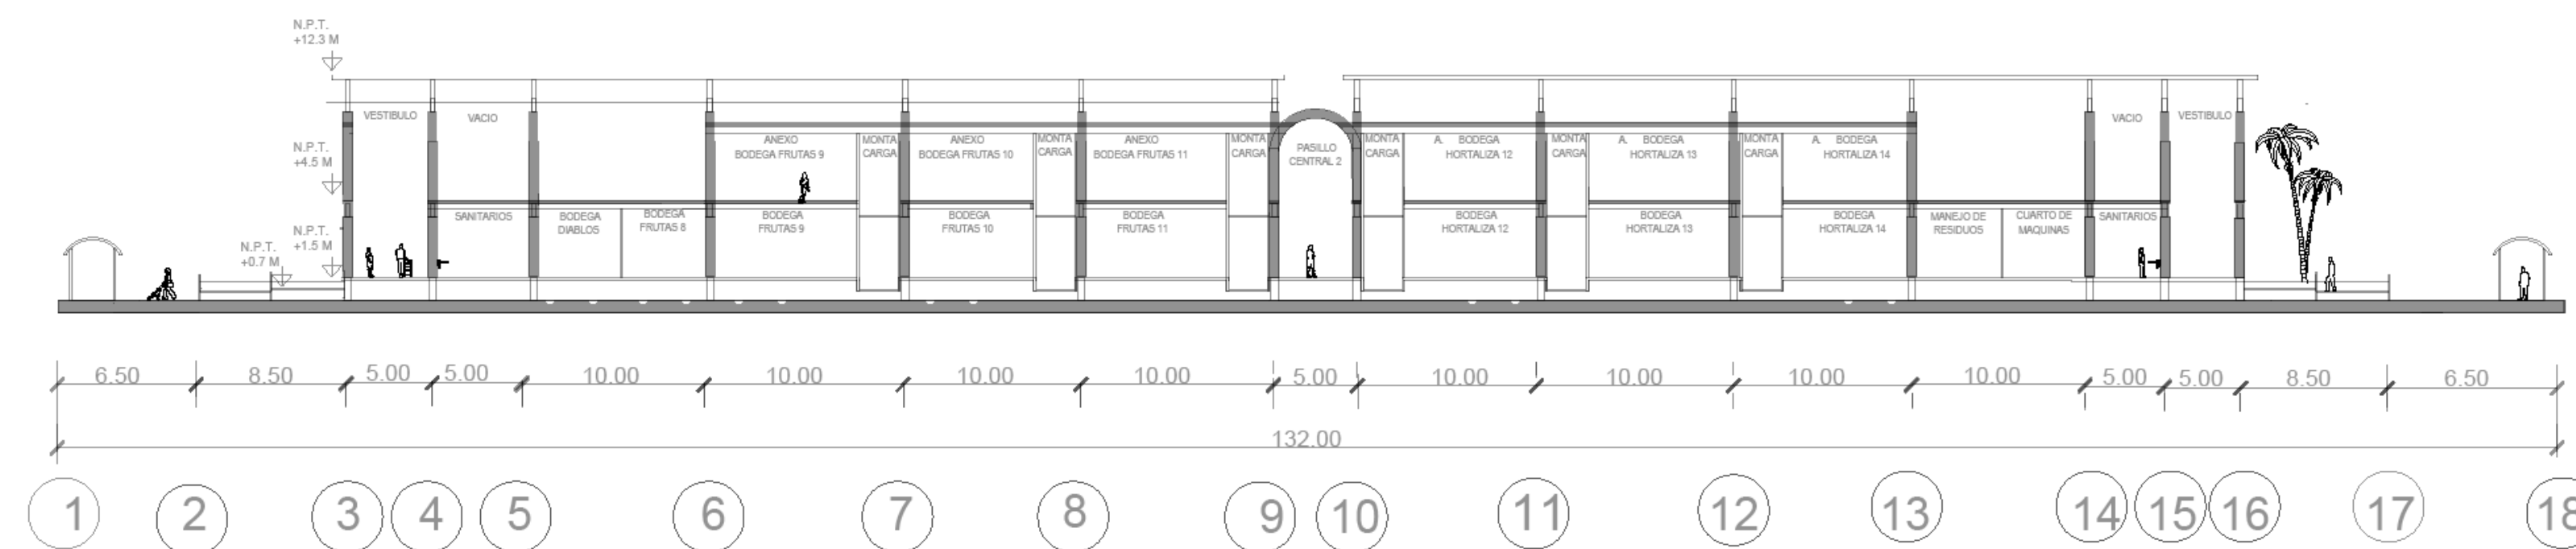 N.P.T.
+12.3 M
VESTIBULO
VACIO
VACIO
VESTIBULO
N.P.T.
+4.5 M
ANEXO
BODEGA FRUTAS 9
MONTA
CARGA
ANEXO
BODEGA FRUTAS 10
MONTA
CARGA
ANEXO
BODEGA FRUTAS 11
MONTA
CARGA
PASILLO
CENTRAL 2
MONTA
CARGA
A. BODEGA
HORTALIZA 12
MONTA
CARGA
A. BODEGA
HORTALIZA 13
MONTA
CARGA
A. BODEGA
HORTALIZA 14
N.P.T.
+1.5 M
N.P.T.
+0.7 M
SANITARIOS
BODEGA
DIABLOS
BODEGA
FRUTAS 8
BODEGA
FRUTAS 9
BODEGA
FRUTAS 10
BODEGA
FRUTAS 11
BODEGA
HORTALIZA 12
BODEGA
HORTALIZA 13
BODEGA
HORTALIZA 14
MANEJO DE
RESIDUOS
CUARTO DE
MAQUINAS
SANITARIOS
6.50 8.50 5.00 5.00 10.00 10.00 10.00 10.00 5.00 10.00 10.00 10.00 10.00 5.00 5.00 8.50 6.50
132.00
1 2 3 4 5 6 7 8 9 10 11 12 13 14 15 16 17 18